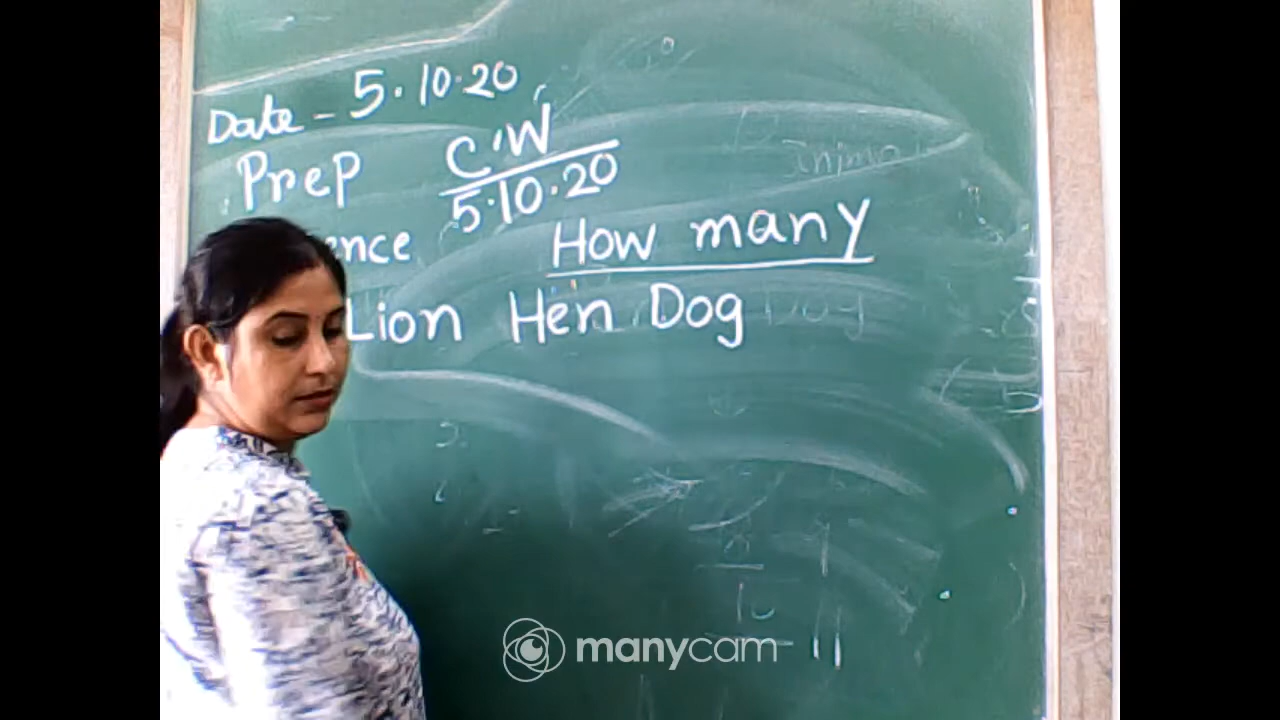 Date - 5.10.20
Prep C'W
5.10.20
ence How many
Lion Hen Dog
manycam